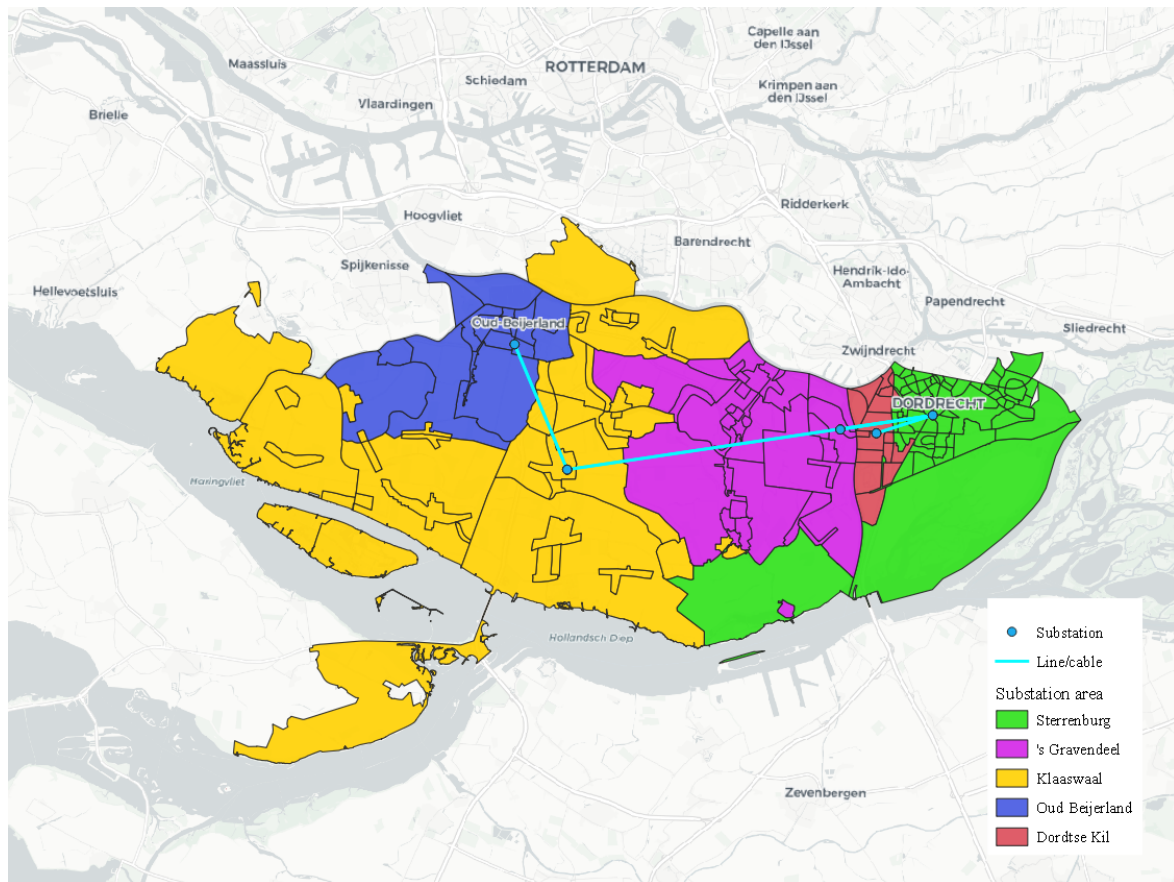 Capelle aan
den IJssel
Maassluis
ROTTERDAM
Schiedam
Krimpen aan
den IJssel
Vlaardingen
Brielle
Ridderkerk
Hoogvliet
Barendrecht
Spijkenisse
Hendrik-Ido-
Ambacht
Hellevoetsluis
Papendrecht
Oud-Beijerland
Sliedrecht
Zwijndrecht
DORDRECHT
Haringvliet
Hollandsch Diep
Zevenbergen
Substation
Line/cable
Substation area
Sterrenburg
's Gravendeel
Klaaswaal
Oud Beijerland
Dordtse Kil